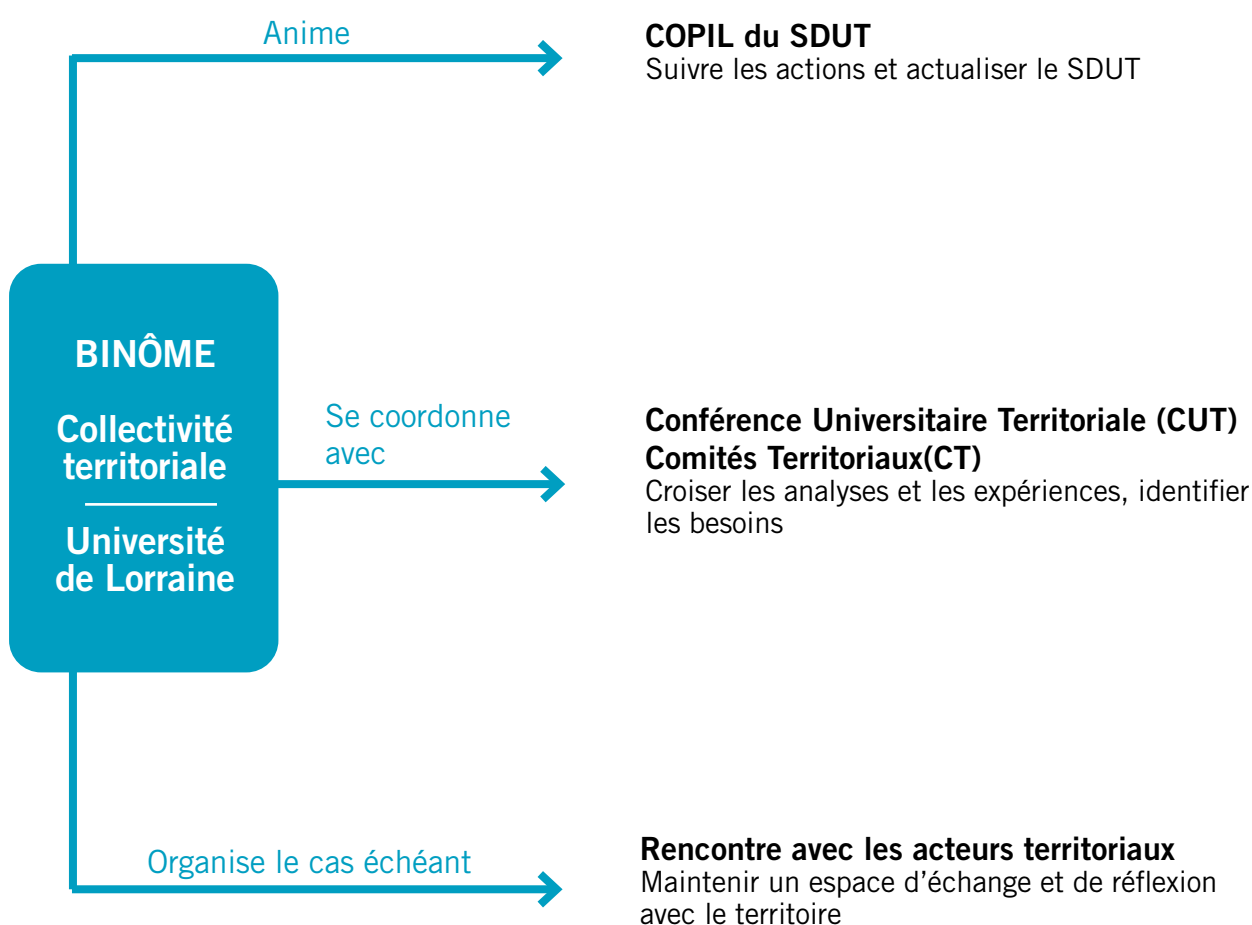 Anime
COPIL du SDUT
Suivre les actions et actualiser le SDUT
BINÔME
Collectivité
territoriale
Université
de Lorraine
Se coordonne
avec
Conférence Universitaire Territoriale (CUT)
Comités Territoriaux(CT)
Croiser les analyses et les expériences, identifier
les besoins
Organise le cas échéant
Rencontre avec les acteurs territoriaux
Maintenir un espace d’échange et de réflexion
avec le territoire